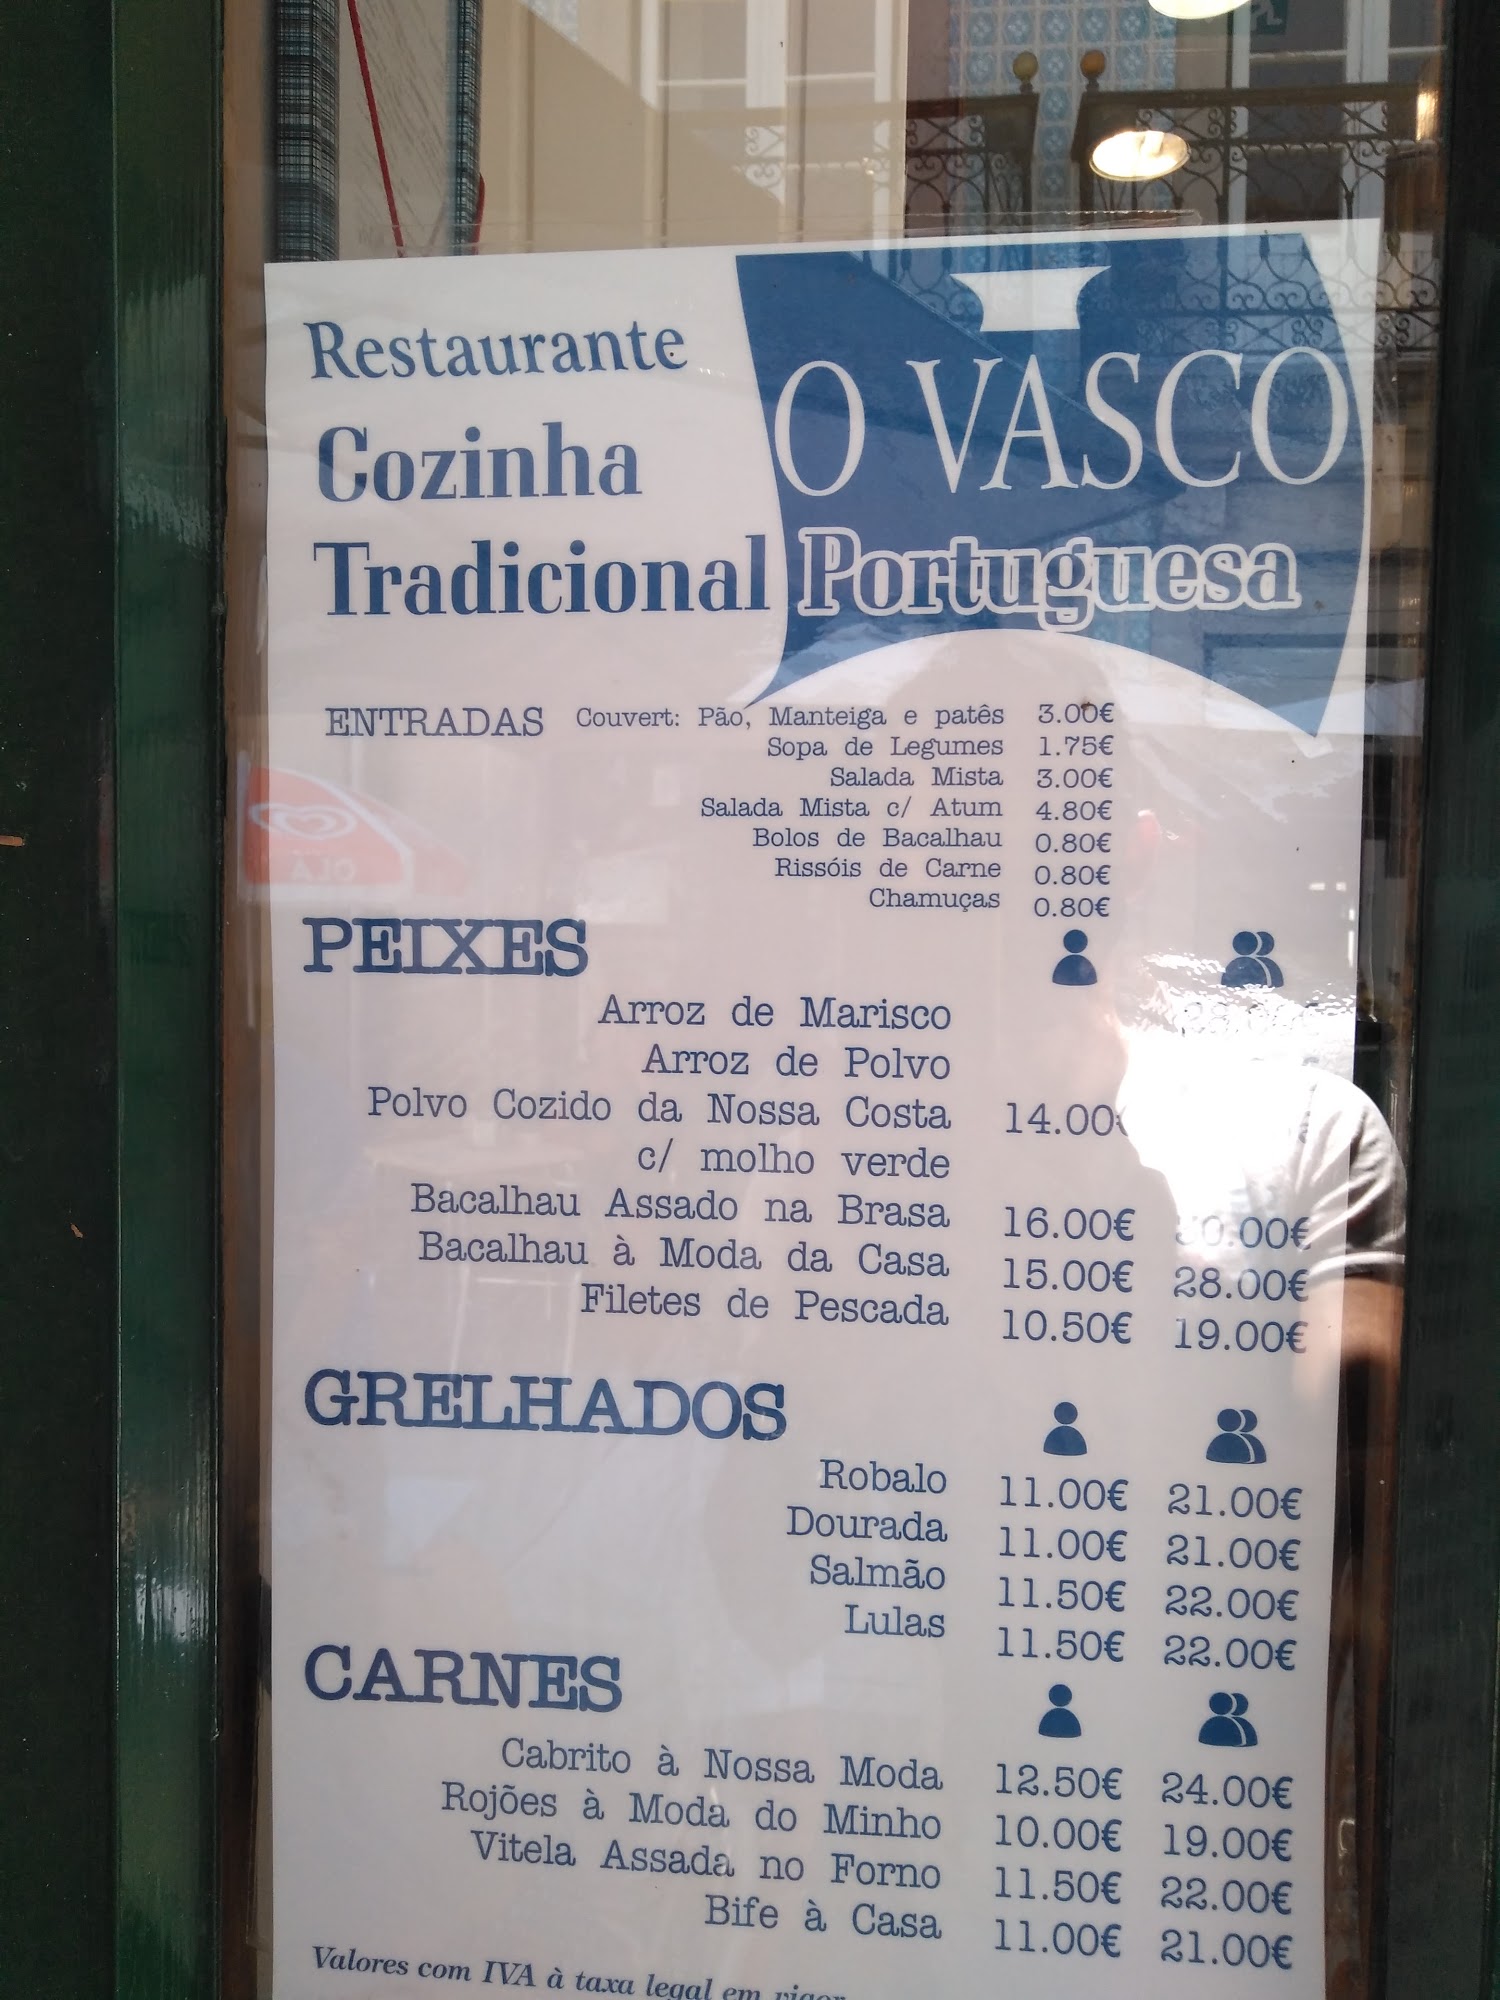 Restaurante
O VASCO
Cozinha
Tradicional Portuguesa
ENTRADAS Couvert: Pão, Manteiga e patês 3.00€
Sopa de Legumes 1.75€
Salada Mista 3.00€
Salada Mista c/ Atum 4.80€
Bolos de Bacalhau 0.80€
Rissóis de Carne 0.80€
Chamuças 0.80€
PEIXES
Arroz de Marisco
Arroz de Polvo
Polvo Cozido da Nossa Costa 14.00€
c/ molho verde
Bacalhau Assado na Brasa 16.00€
Bacalhau à Moda da Casa 15.00€ 28.00€
Filetes de Pescada 10.50€ 19.00€
GRELHADOS
Robalo 11.00€ 21.00€
Dourada 11.00€ 21.00€
Salmão 11.50€ 22.00€
Lulas 11.50€ 22.00€
CARNES
Cabrito à Nossa Moda 12.50€ 24.00€
Rojões à Moda do Minho 10.00€ 19.00€
Vitela Assada no Forno 11.50€ 22.00€
Bife à Casa 11.00€ 21.00€
Valores com IVA à taxa legal em vigor
OLÁ